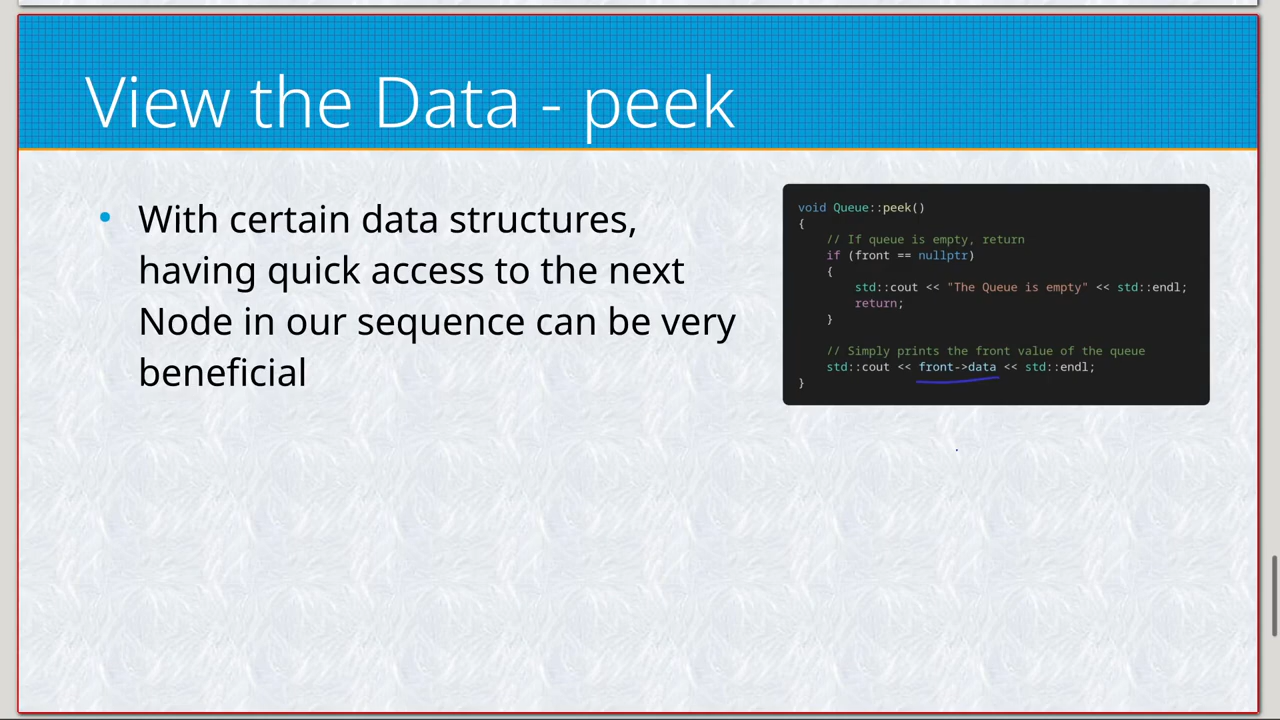 View the Data - peek
• With certain data structures,
having quick access to the next
Node in our sequence can be very
beneficial
void Queue::peek()
{
    // If queue is empty, return
    if (front == nullptr)
    {
        std::cout << "The Queue is empty" << std::endl;
        return;
    }

    // Simply prints the front value of the queue
    std::cout << front->data << std::endl;
}